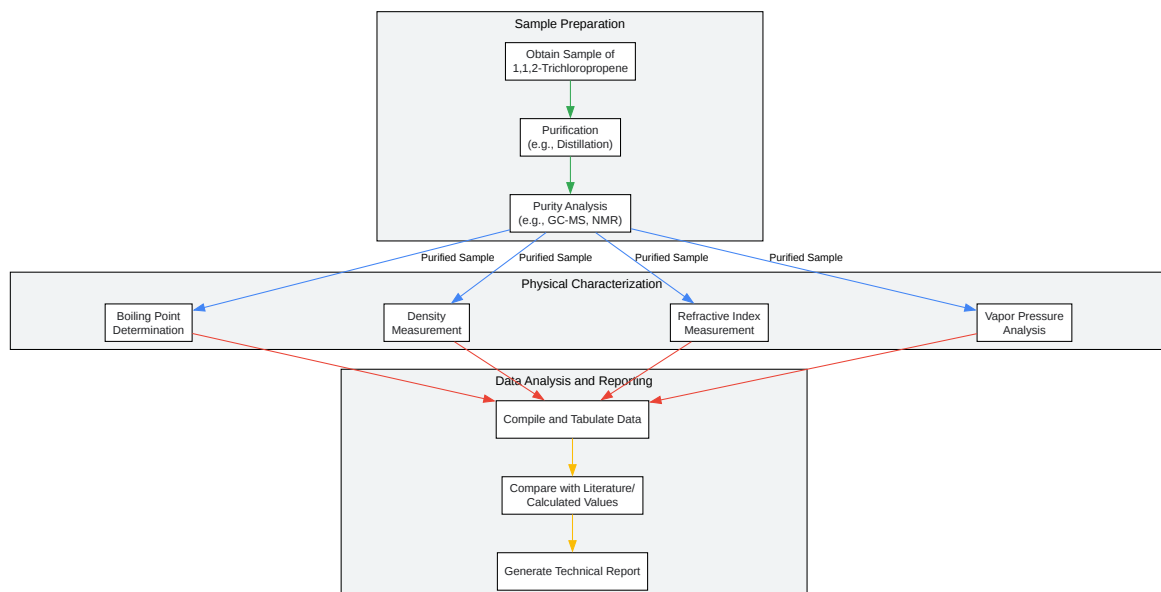 Sample Preparation
Obtain Sample of
1,1,2-Trichloropropene
Purification
(e.g., Distillation)
Purity Analysis
(e.g., GC-MS, NMR)
Purified Sample
Purified Sample
Purified Sample
Purified Sample
Physical Characterization
Boiling Point
Determination
Density
Measurement
Refractive Index
Measurement
Vapor Pressure
Analysis
Data Analysis and Reporting
Compile and Tabulate Data
Compare with Literature/
Calculated Values
Generate Technical Report